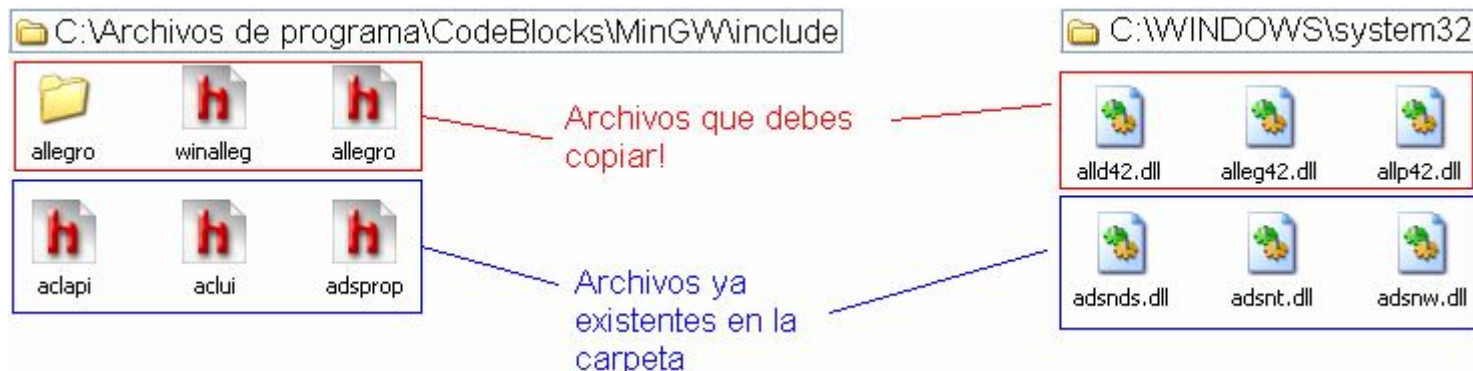 C:\Archivos de programa\CodeBlocks\MinGW\include
C:\WINDOWS\system32
allegro
winalleg
allegro
Archivos que debes
copiar!
alld42.dll
alleg42.dll
allp42.dll
aclapi
aclui
adsprop
Archivos ya
existentes en la
carpeta
adsnds.dll
adsnt.dll
adsnw.dll